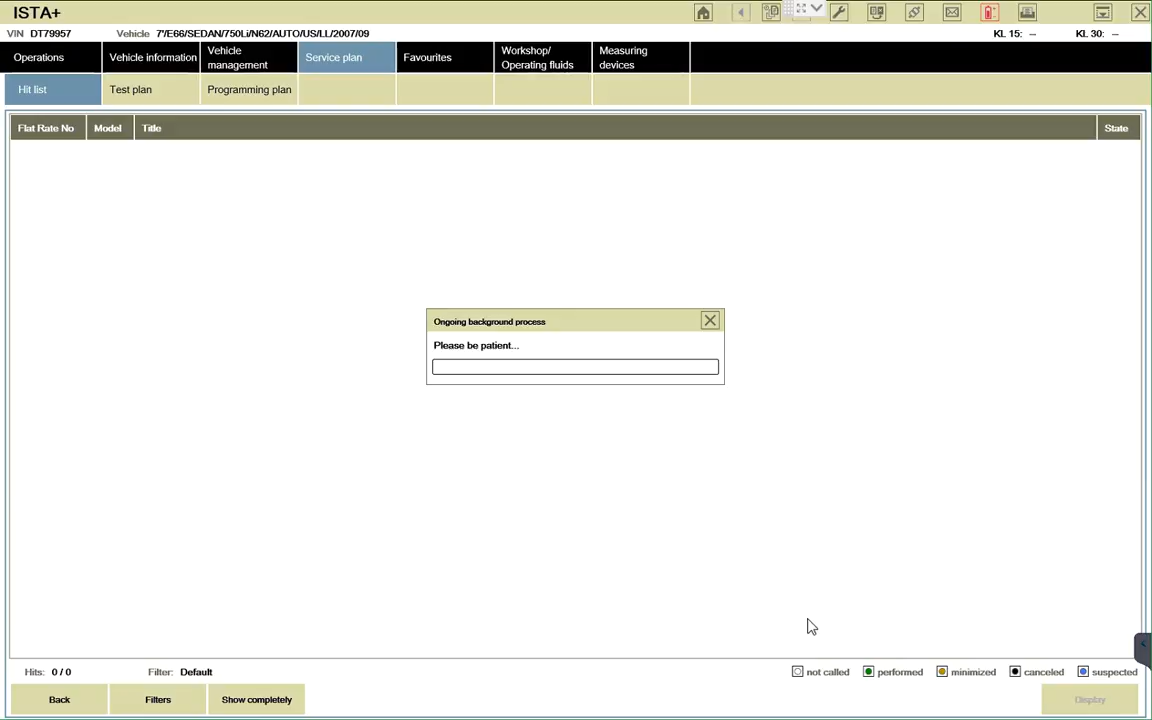 ISTA+
VIN DT79957 Vehicle 7"/E66/SEDAN/750Li/N62/AUTO/US/LL/2007/09 KL 15: -- KL 30: --
Operations Vehicle information Vehicle management Service plan Favourites Workshop/ Operating fluids Measuring devices
Hit list Test plan Programming plan
Flat Rate No Model Title State
Ongoing background process
Please be patient...
Hits: 0 / 0 Filter: Default not called performed minimized canceled suspected
Back Filters Show completely Display